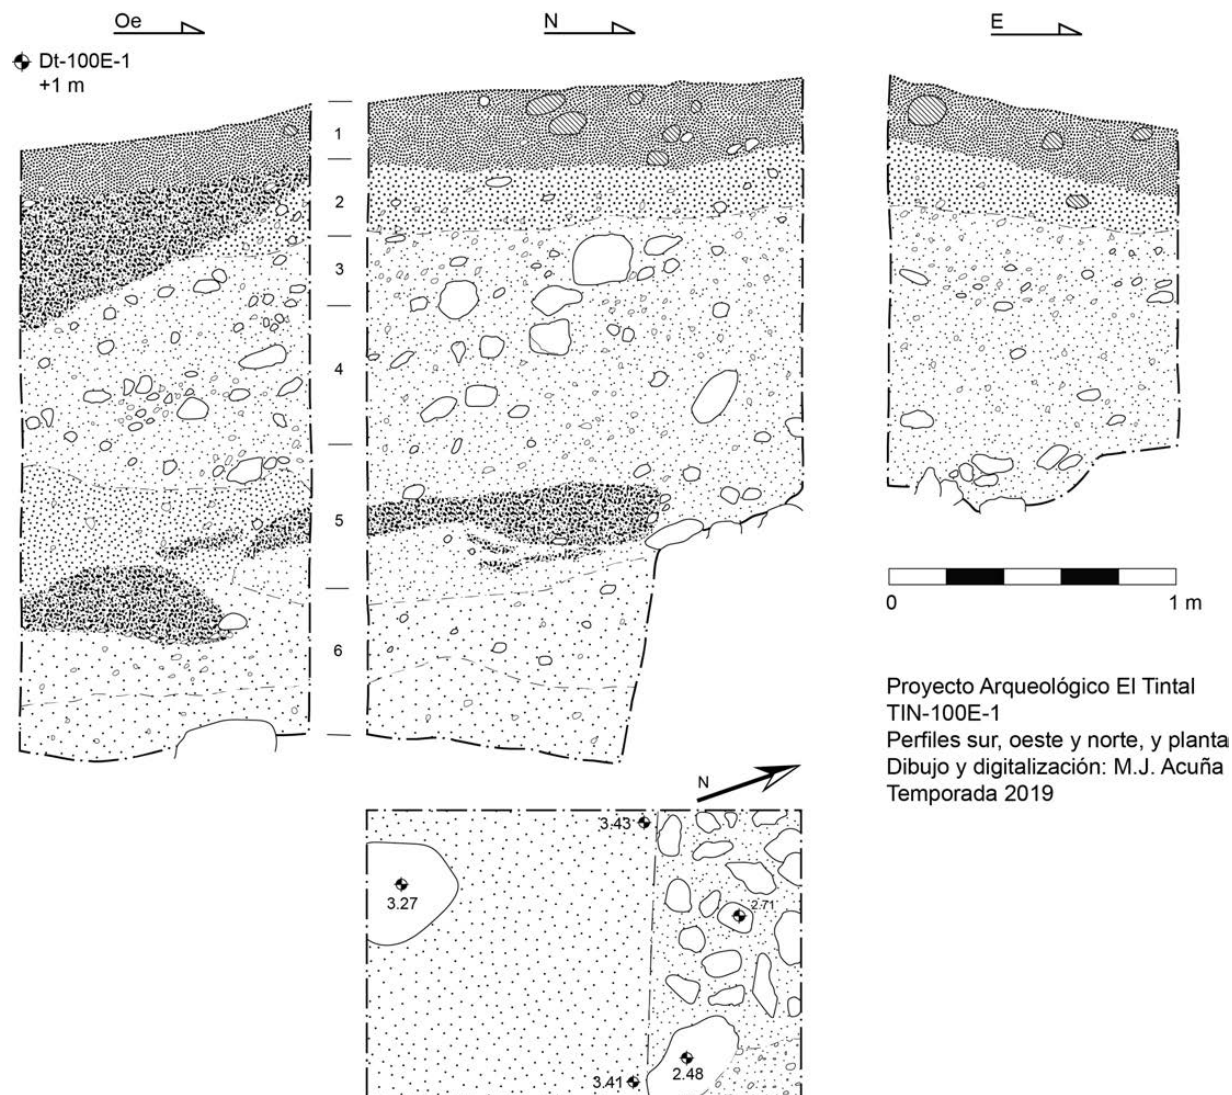 Oe
N
E
Dt-100E-1
+1 m
1
2
3
4
5
6
0
1 m
Proyecto Arqueológico El Tintal
TIN-100E-1
Perfiles sur, oeste y norte, y planta
Dibujo y digitalización: M.J. Acuña
Temporada 2019
N
3.43
3.27
2.71
2.48
3.41